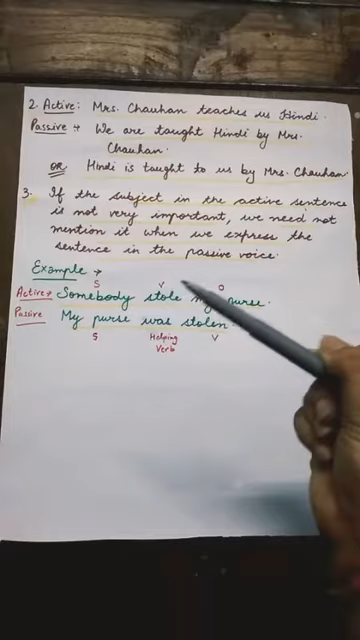 2. Active: Mrs. Chauhan teaches us Hindi.
Passive → We are taught Hindi by Mrs.
Chauhan.
OR Hindi is taught to us by Mrs. Chauhan.
3. If the subject in the active sentence
is not very important, we need not
mention it when we express the
sentence in the passive voice.
Example →
S V O
Active → Somebody stole my purse.
Passive My purse was stolen.
S Helping V
Verb